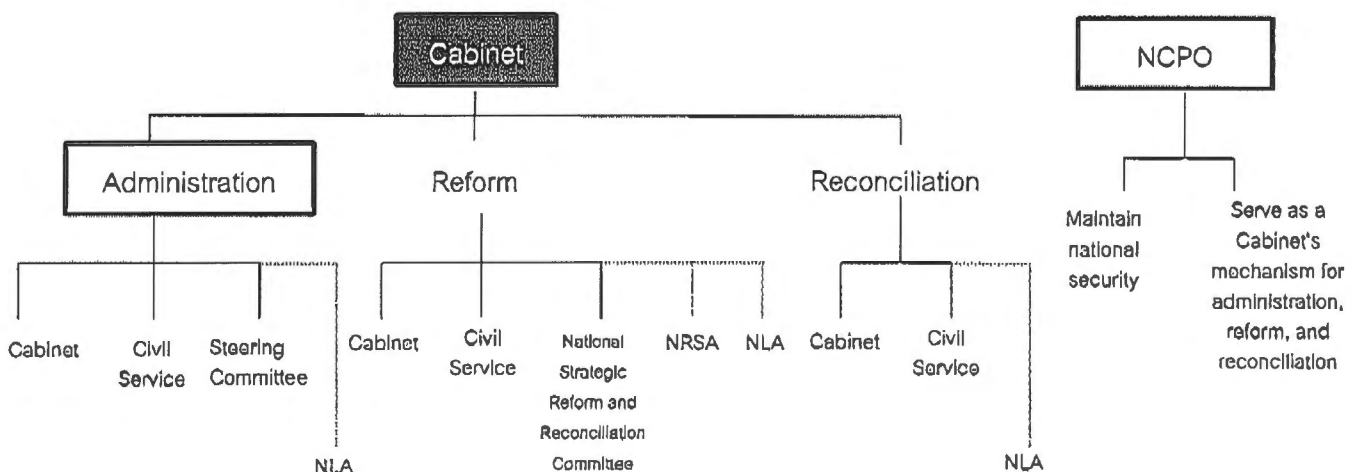 Cabinet
NCPO
Administration
Reform
Reconciliation
Maintain
national
security
Serve as a
Cabinet's
mechanism for
administration,
reform, and
reconciliation
Cabinet
Civil
Service
Steering
Committee
NLA
Cabinet
Civil
Service
National
Strategic
Reform and
Reconciliation
Committee
NRSA
NLA
Cabinet
Civil
Service
NLA